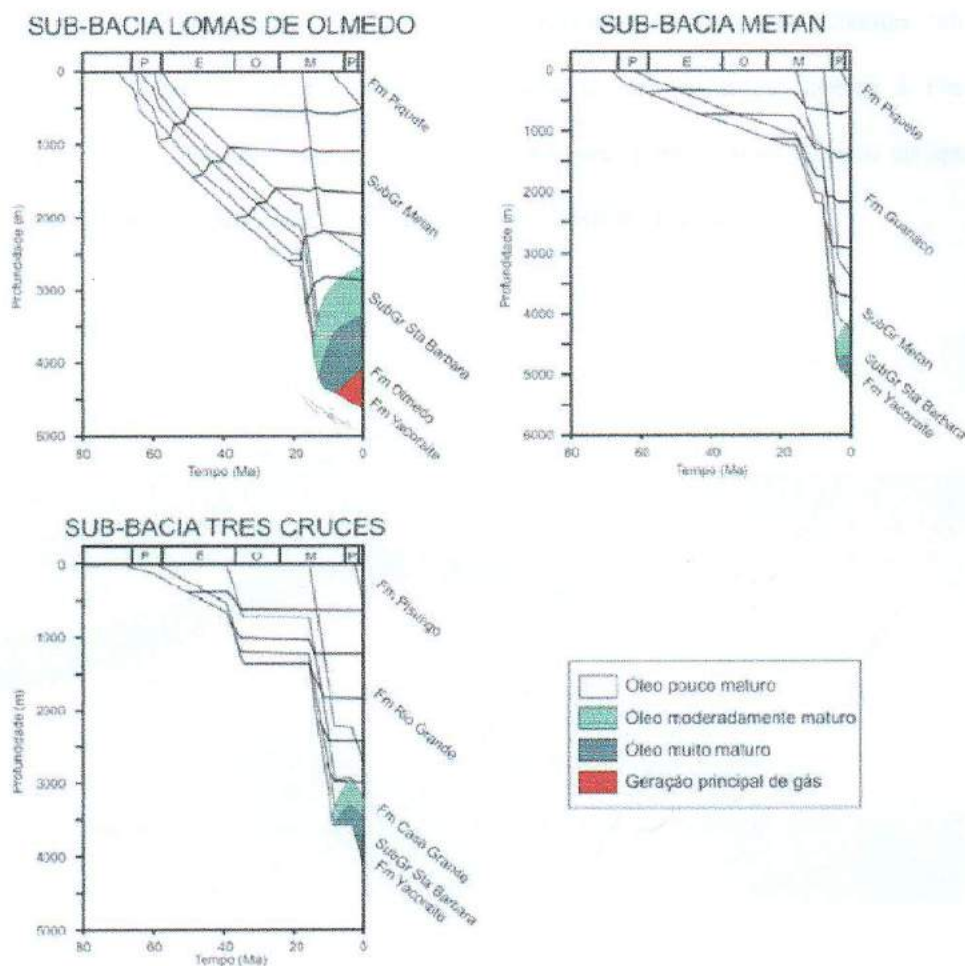 SUB-BACIA LOMAS DE OLMEDO
P E O M P
0
1000
2000
3000
4000
5000
Profundidade (m)
80 60 40 20 0
Tempo (Ma)
Fm Piquete
SubGr Metan
SubGr Sta Barbara
Fm Olmedo
Fm Yacoraite
SUB-BACIA METAN
P E O M P
0
1000
2000
3000
4000
5000
6000
Profundidade (m)
80 60 40 20 0
Tempo (Ma)
Fm Piquete
Fm Guanaco
SubGr Metan
SubGr Sta Barbara
Fm Yacoraite
SUB-BACIA TRES CRUCES
P E O M P
0
1000
2000
3000
4000
5000
Profundidade (m)
80 60 40 20 0
Tempo (Ma)
Fm Pisungo
Fm Rio Grande
Fm Casa Grande
SubGr Sta Barbara
Fm Yacoraite
Óleo pouco maturo
Óleo moderadamente maturo
Óleo muito maturo
Geração principal de gás